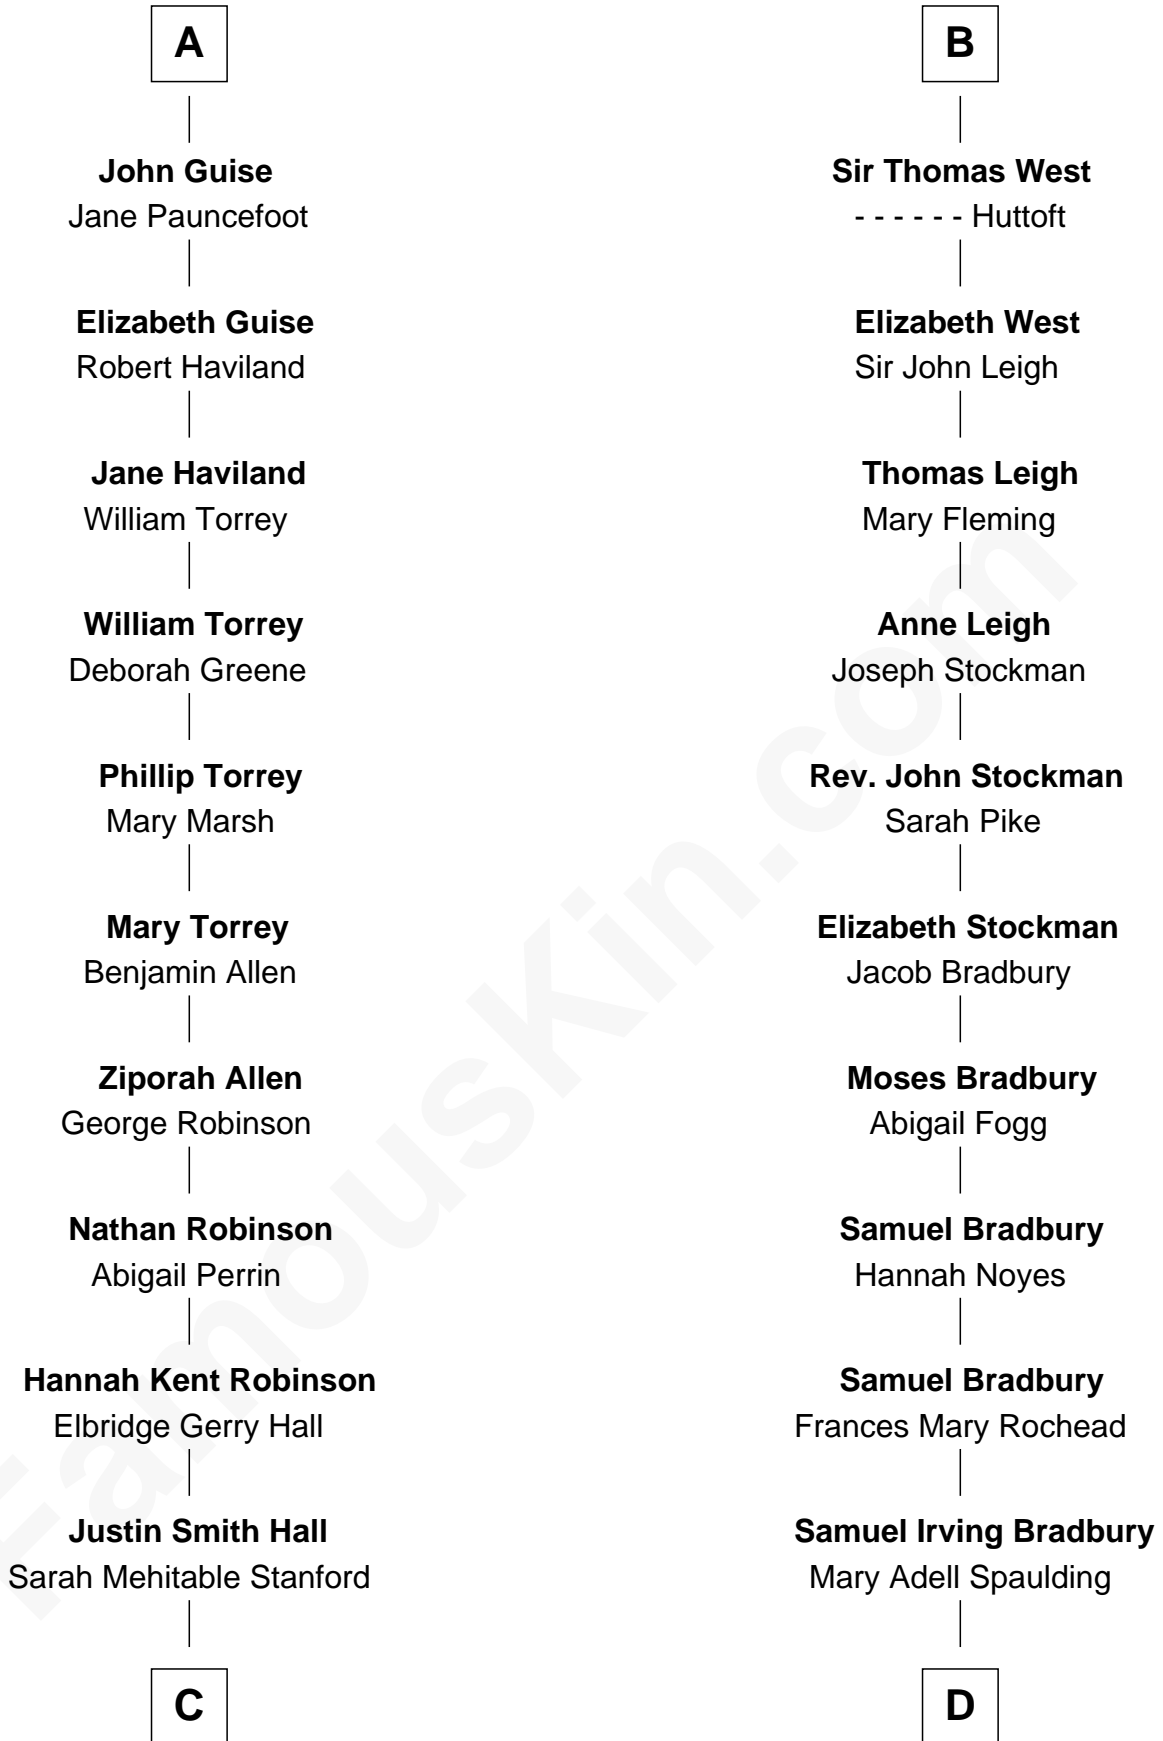 A
John Guise
Jane Pauncefoot
Elizabeth Guise
Robert Haviland
Jane Haviland
William Torrey
William Torrey
Deborah Greene
Phillip Torrey
Mary Marsh
Mary Torrey
Benjamin Allen
Ziporah Allen
George Robinson
Nathan Robinson
Abigail Perrin
Hannah Kent Robinson
Elbridge Gerry Hall
Justin Smith Hall
Sarah Mehitable Stanford
C
B
Sir Thomas West
- - - - - - Huttoft
Elizabeth West
Sir John Leigh
Thomas Leigh
Mary Fleming
Anne Leigh
Joseph Stockman
Rev. John Stockman
Sarah Pike
Elizabeth Stockman
Jacob Bradbury
Moses Bradbury
Abigail Fogg
Samuel Bradbury
Hannah Noyes
Samuel Bradbury
Frances Mary Rochead
Samuel Irving Bradbury
Mary Adell Spaulding
D
FamousKin.com